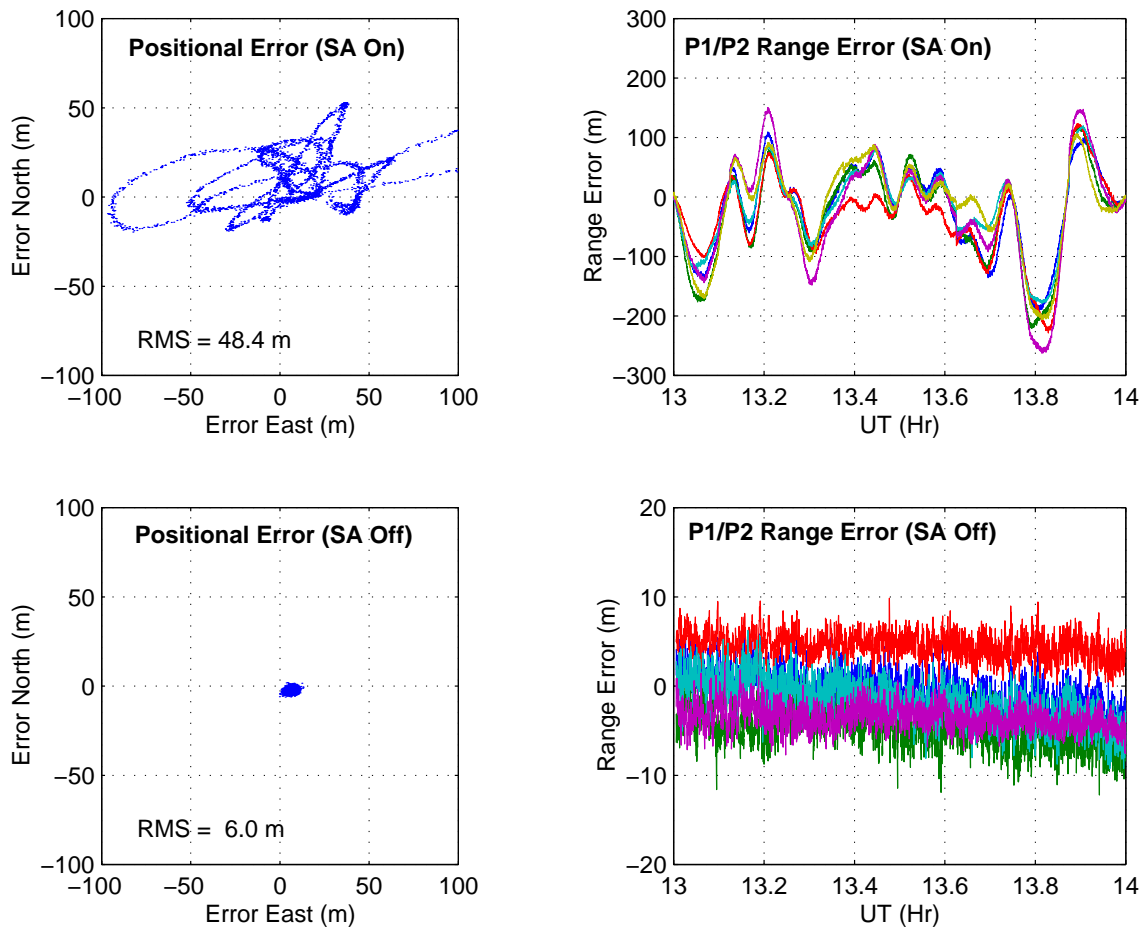 100
50
0
−50
−100
Error North (m)
Positional Error (SA On)
RMS = 48.4 m
−100 −50 0 50 100
Error East (m)
300
200
100
0
−100
−200
−300
Range Error (m)
P1/P2 Range Error (SA On)
13 13.2 13.4 13.6 13.8 14
UT (Hr)
100
50
0
−50
−100
Error North (m)
Positional Error (SA Off)
RMS = 6.0 m
−100 −50 0 50 100
Error East (m)
20
10
0
−10
−20
Range Error (m)
P1/P2 Range Error (SA Off)
13 13.2 13.4 13.6 13.8 14
UT (Hr)